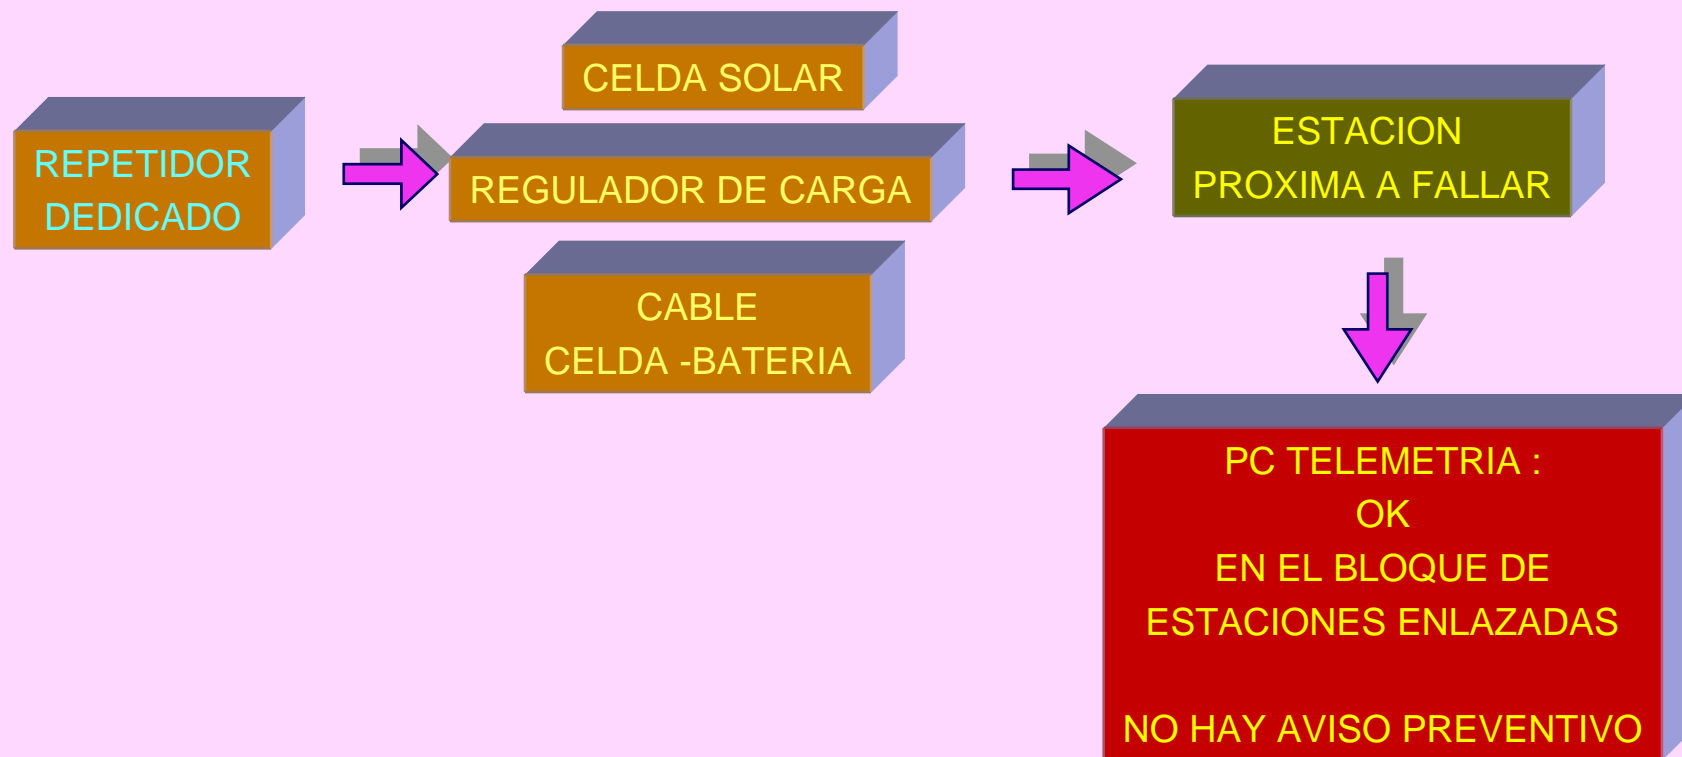 REPETIDOR
DEDICADO
CELDA SOLAR
REGULADOR DE CARGA
CABLE
CELDA -BATERIA
ESTACION
PROXIMA A FALLAR
PC TELEMETRIA :
OK
EN EL BLOQUE DE
ESTACIONES ENLAZADAS
NO HAY AVISO PREVENTIVO